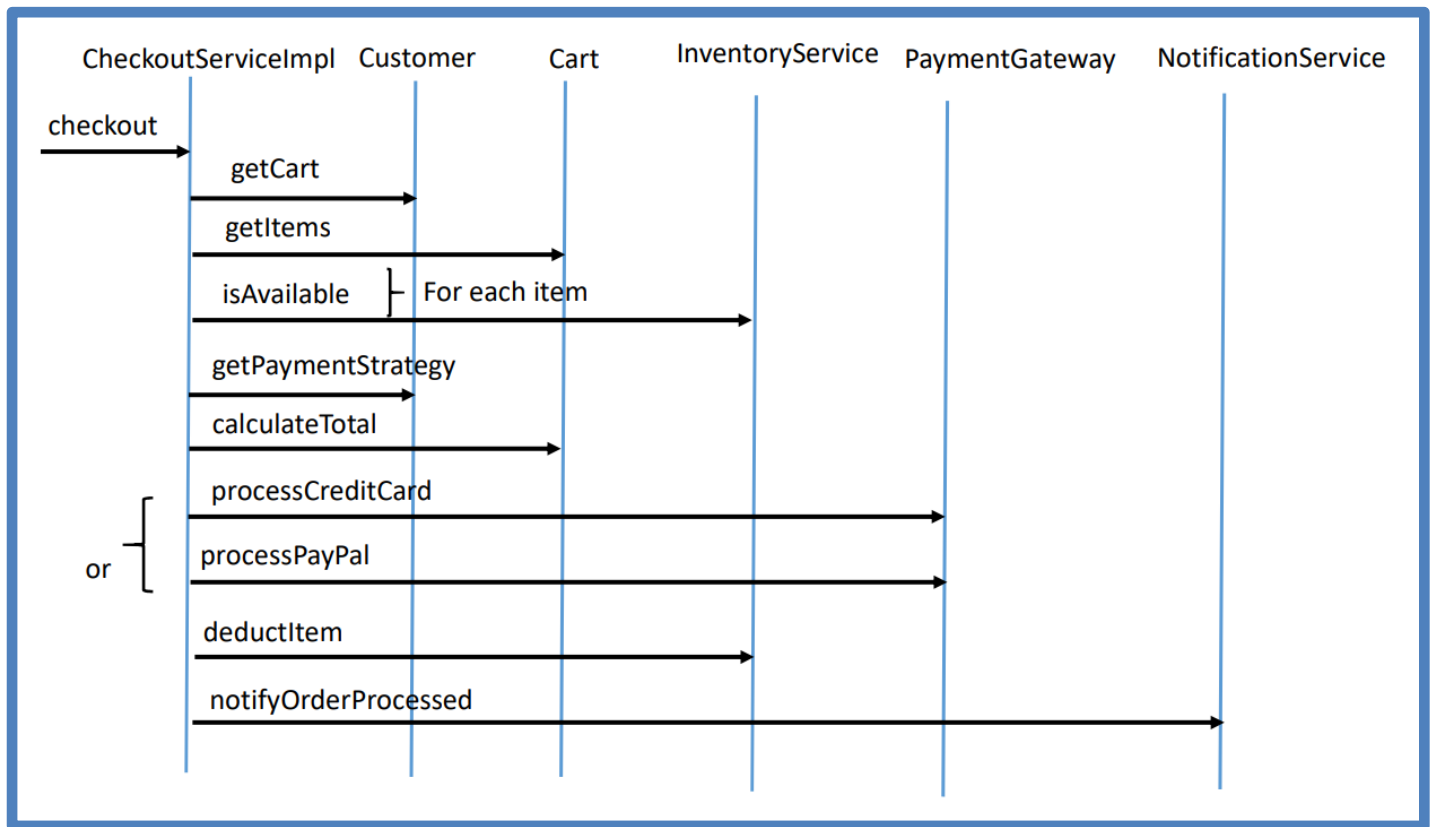 CheckoutServiceImpl Customer Cart InventoryService PaymentGateway NotificationService
checkout
getCart
getItems
isAvailable For each item
getPaymentStrategy
calculateTotal
processCreditCard
processPayPal
or
deductItem
notifyOrderProcessed